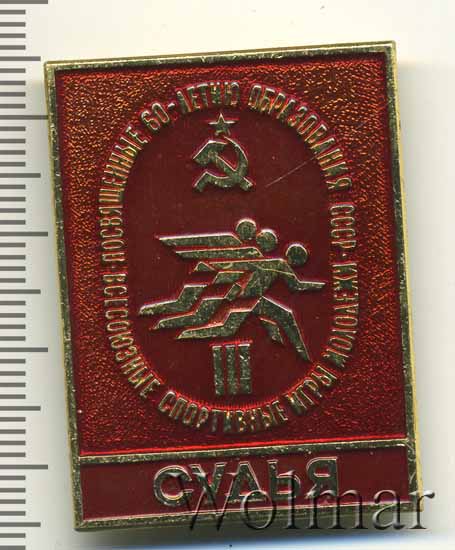 ПОСВЯЩЕННЫЕ 60-ЛЕТИЮ ОБРАЗОВАНИЯ СССР
III
ВСЕСОЮЗНЫЕ СПОРТИВНЫЕ ИГРЫ МОЛОДЕЖИ
СУДЬЯ
Wolmar